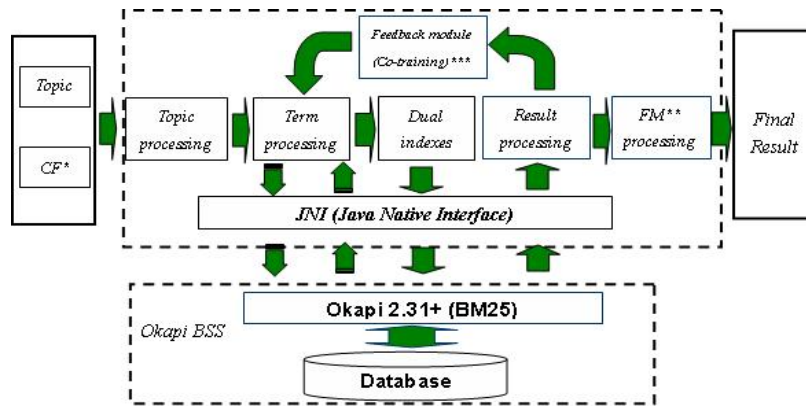 Feedback module
(Co-training)***
Topic
CF*
Topic
processing
Term
processing
Dual
indexes
Result
processing
FM**
processing
Final
Result
JNI (Java Native Interface)
Okapi BSS
Okapi 2.31+ (BM25)
Database